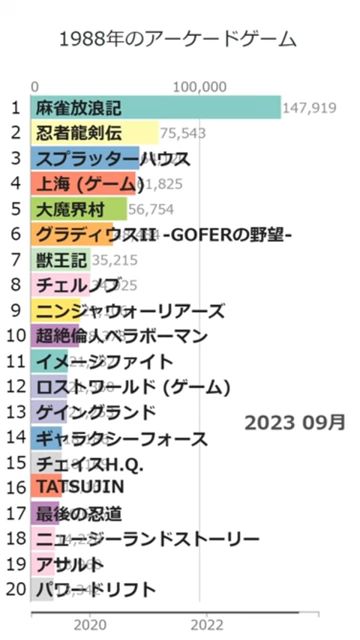 1988年のアーケードゲーム
0 100,000
1 麻雀放浪記 147,919
2 忍者龍剣伝 75,543
3 スプラッターハウス
4 上海 (ゲーム) 61,825
5 大魔界村 56,754
6 グラディウスII -GOFERの野望-
7 獣王記 35,215
8 チェルノブ
9 ニンジャウォーリアーズ
10 超絶倫人ベラボーマン
11 イメージファイト
12 ロストワールド (ゲーム)
13 ゲイングランド
2023 09月
14 ギャラクシーフォース
15 チェイスH.Q.
16 TATSUJIN
17 最後の忍道
18 ニュージーランドストーリー
19 アサルト
20 パワードリフト
2020 2022